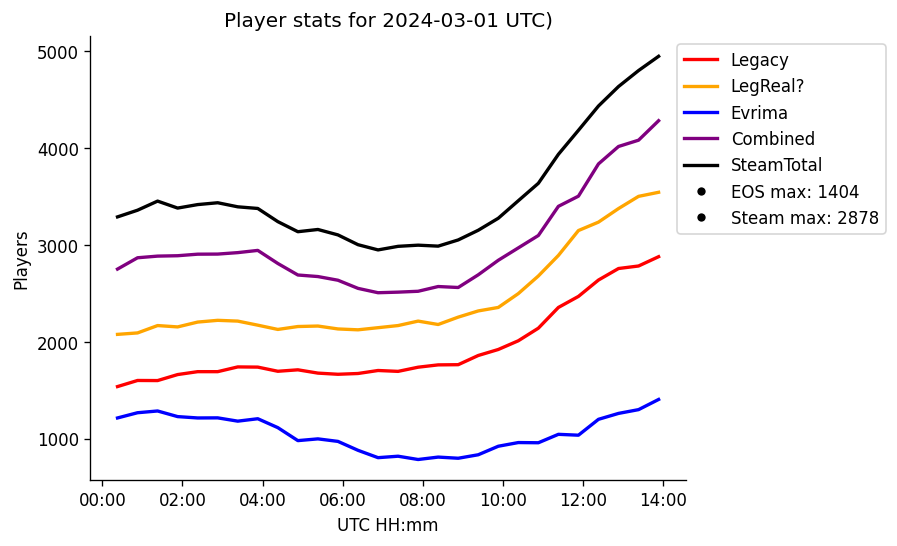 Player stats for 2024-03-01 UTC)
5000
4000
3000
2000
1000
Players
00:00 02:00 04:00 06:00 08:00 10:00 12:00 14:00
UTC HH:mm
Legacy
LegReal?
Evrima
Combined
SteamTotal
EOS max: 1404
Steam max: 2878